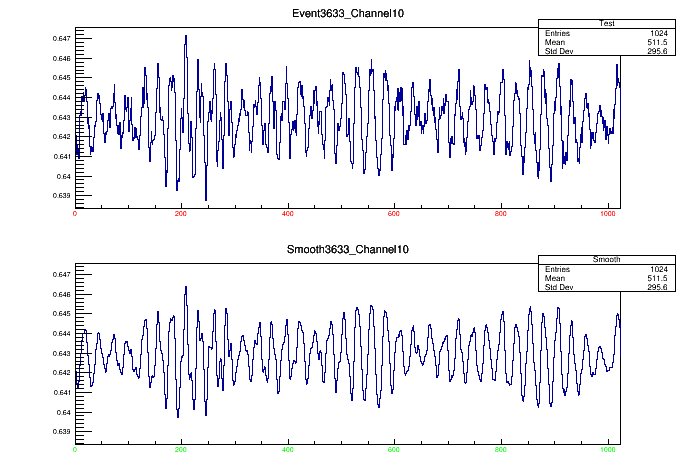 Event3633_Channel10
Test
Entries 1024
Mean 511.5
Std Dev 295.6
0.647
0.646
0.645
0.644
0.643
0.642
0.641
0.64
0.639
0 200 400 600 800 1000
Smooth3633_Channel10
Smooth
Entries 1024
Mean 511.5
Std Dev 295.6
0.647
0.646
0.645
0.644
0.643
0.642
0.641
0.64
0.639
0 200 400 600 800 1000